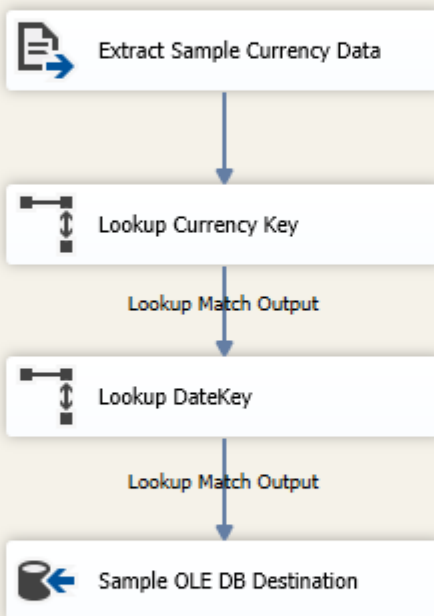 Extract Sample Currency Data
Lookup Currency Key
Lookup Match Output
Lookup DateKey
Lookup Match Output
Sample OLE DB Destination